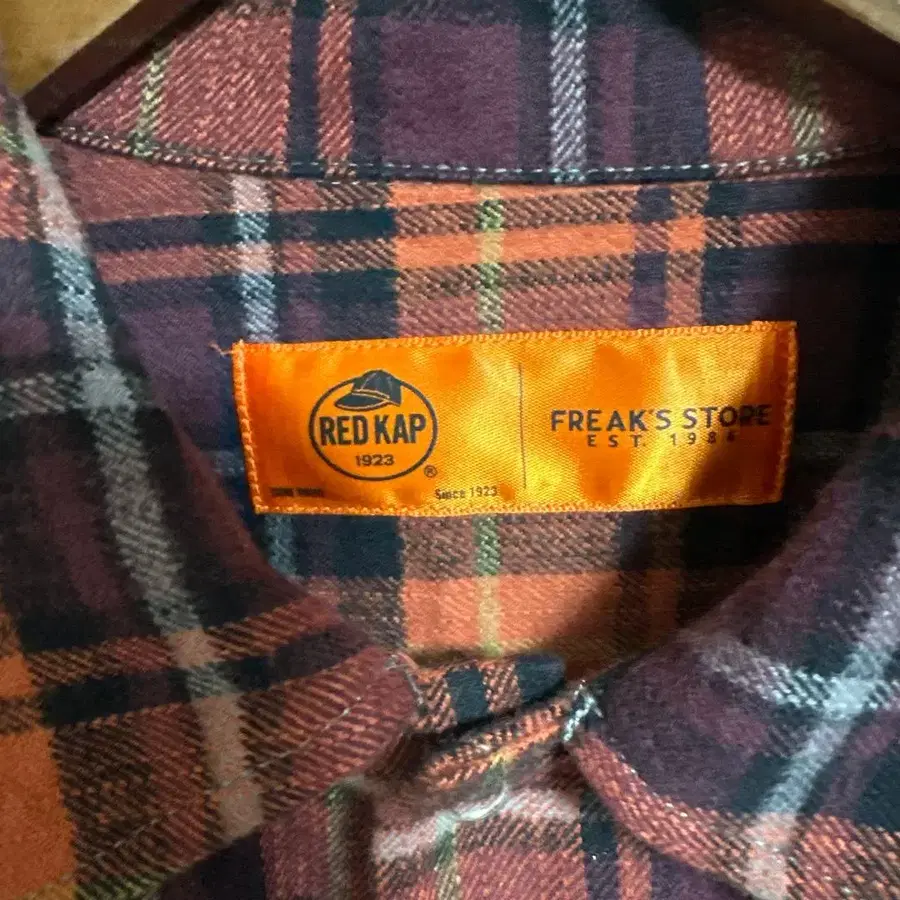 RED KAP
1923
®
Since 1923
FREAK'S STORE
EST. 1986